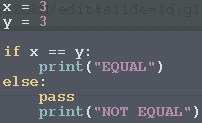 x = 3
y = 3
if x == y:
    print("EQUAL")
else:
    pass
    print("NOT EQUAL")